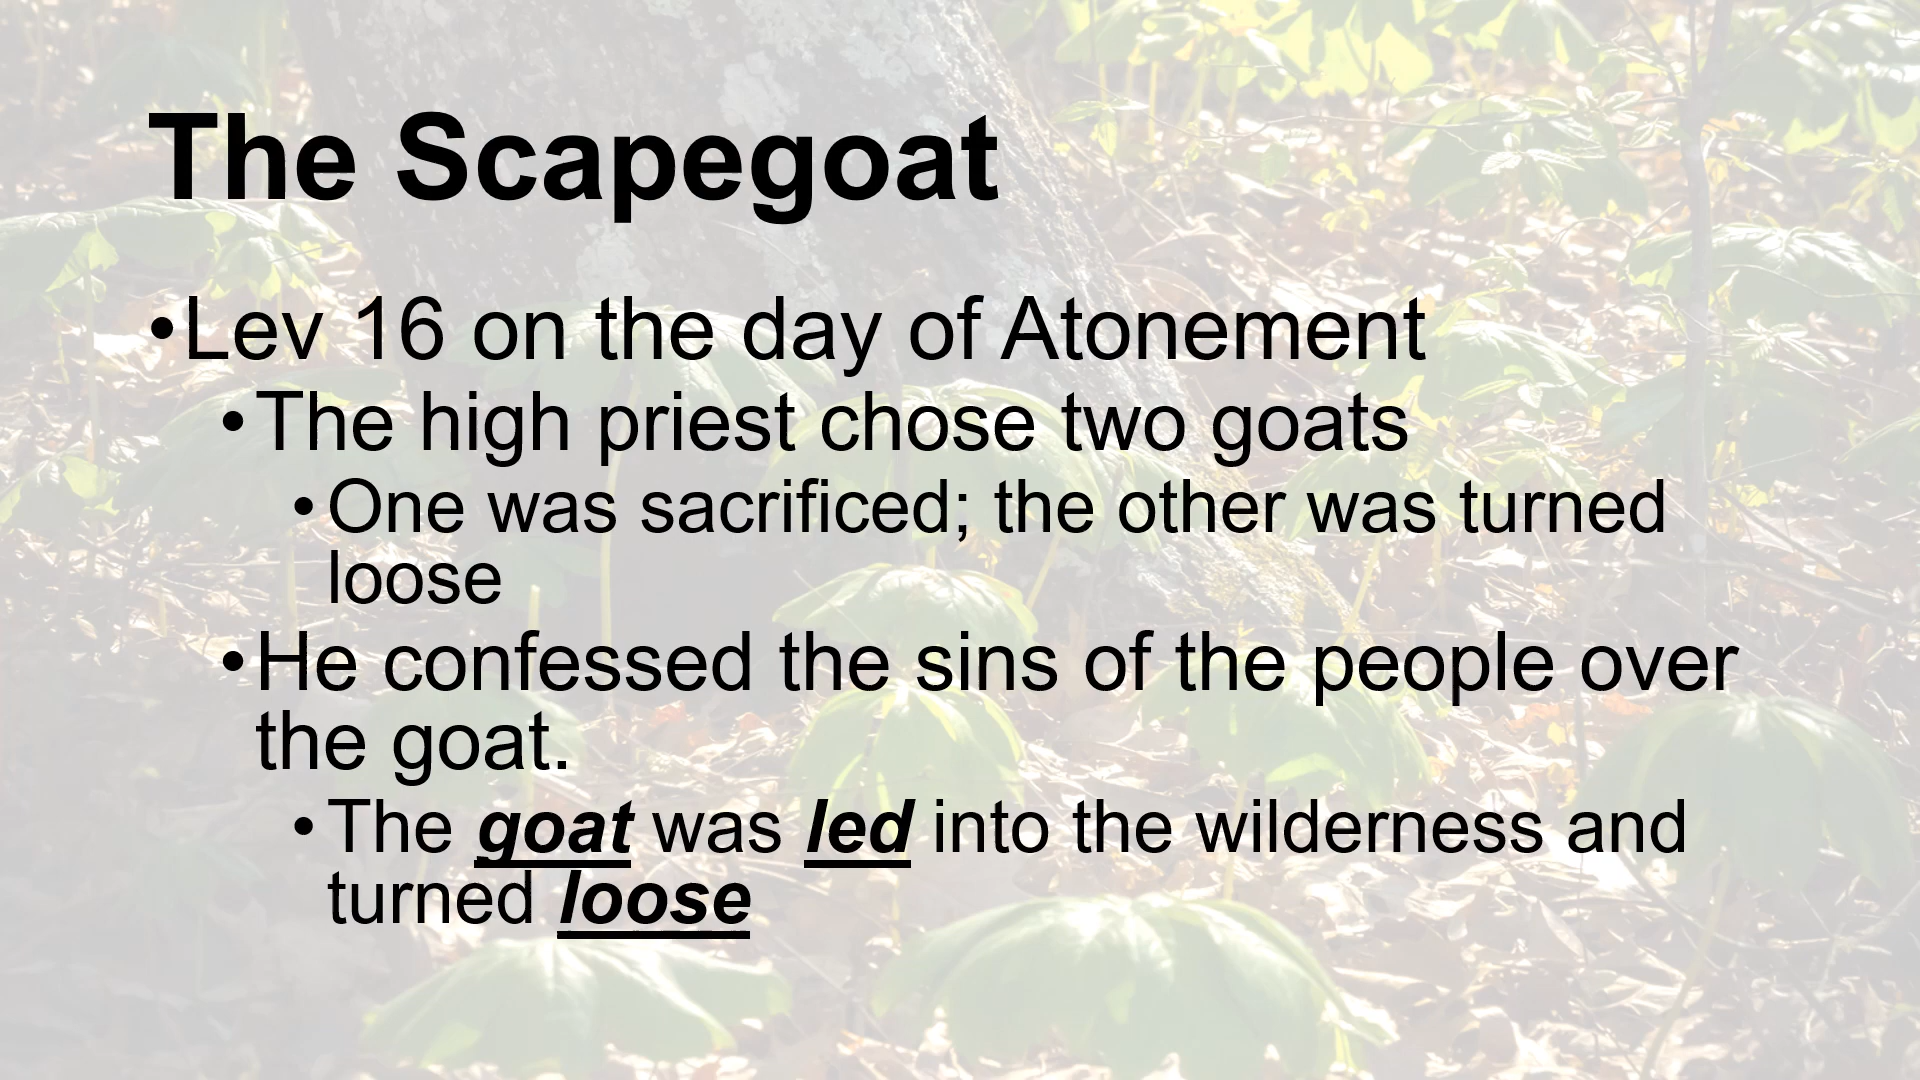 The Scapegoat
•Lev 16 on the day of Atonement
•The high priest chose two goats
•One was sacrificed; the other was turned
loose
•He confessed the sins of the people over
the goat.
•The goat was led into the wilderness and
turned loose